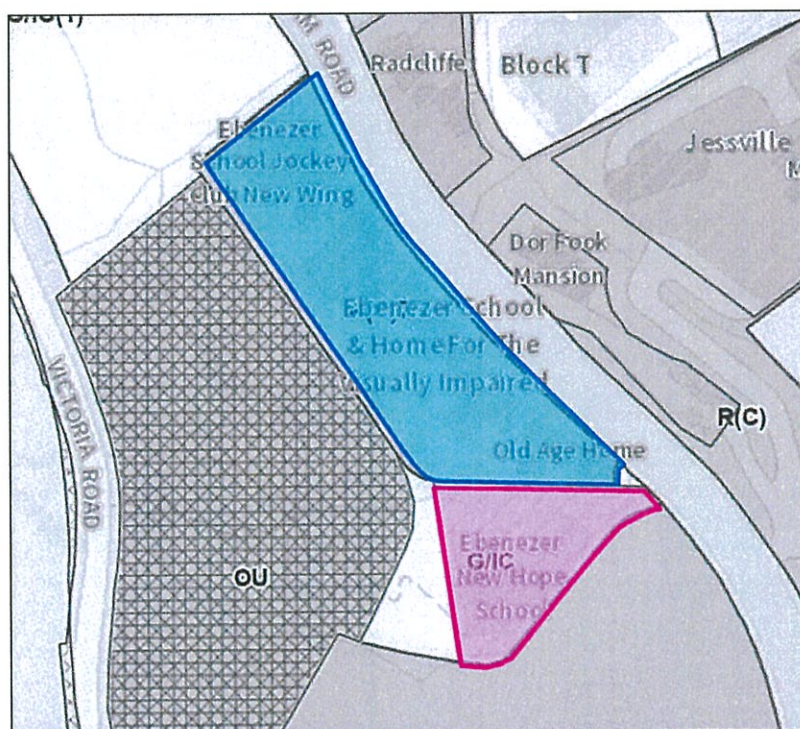 M ROAD
Radcliffe
Block T
Ebenezer
School Jockey
Club New Wing
Jessville
M
Dor Fook
Mansion
Ebenezer School
& Home For The
Visually Impaired
VICTORIA ROAD
R(C)
Old Age Home
Ebenezer
G/IC
New Hope
School
OU